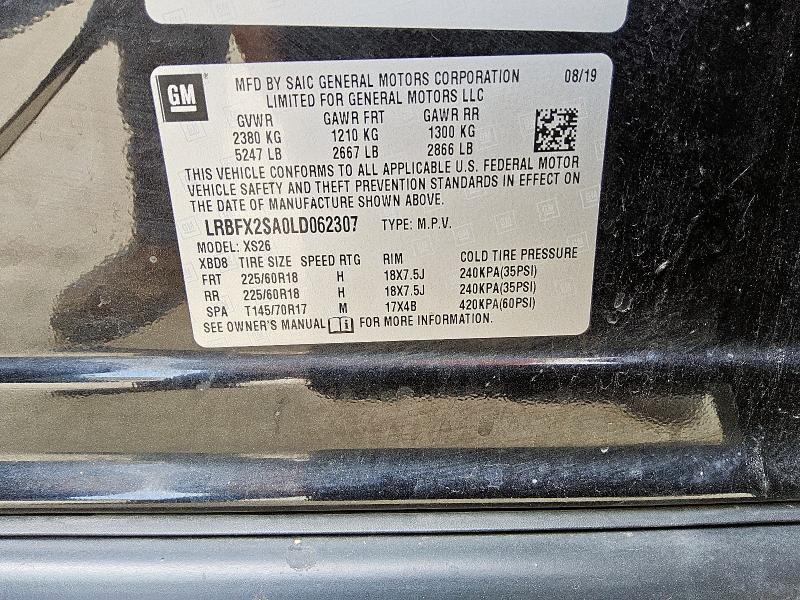 GM
MFD BY SAIC GENERAL MOTORS CORPORATION 08/19
LIMITED FOR GENERAL MOTORS LLC
GVWR GAWR FRT GAWR RR
2380 KG 1210 KG 1300 KG
5247 LB 2667 LB 2866 LB
THIS VEHICLE CONFORMS TO ALL APPLICABLE U.S. FEDERAL MOTOR
VEHICLE SAFETY AND THEFT PREVENTION STANDARDS IN EFFECT ON
THE DATE OF MANUFACTURE SHOWN ABOVE.
LRBFX2SA0LD062307 TYPE: M.P.V.
MODEL: XS26
XBD8 TIRE SIZE SPEED RTG RIM COLD TIRE PRESSURE
FRT 225/60R18 H 18X7.5J 240KPA(35PSI)
RR 225/60R18 H 18X7.5J 240KPA(35PSI)
SPA T145/70R17 M 17X4B 420KPA(60PSI)
SEE OWNER'S MANUAL FOR MORE INFORMATION.